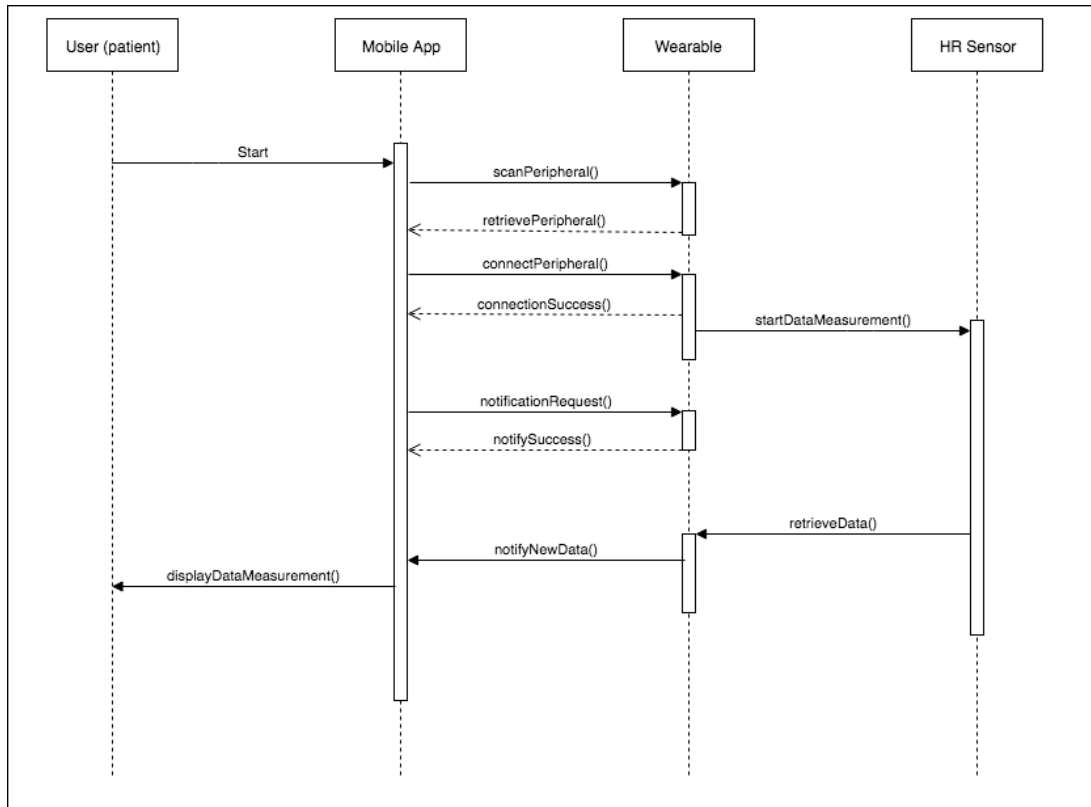 User (patient)
Mobile App
Wearable
HR Sensor
Start
scanPeripheral()
retrievePeripheral()
connectPeripheral()
connectionSuccess()
startDataMeasurement()
notificationRequest()
notifySuccess()
retrieveData()
notifyNewData()
displayDataMeasurement()